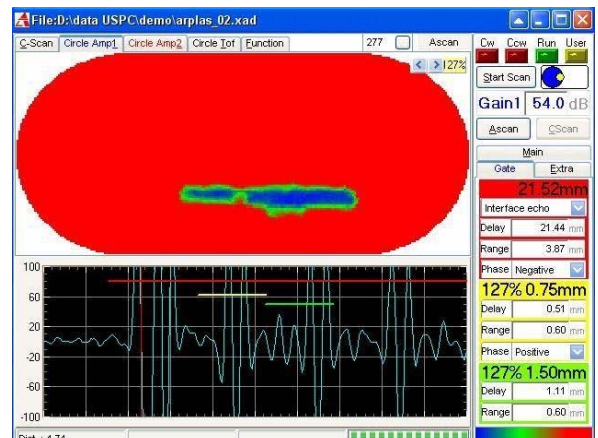 File:D:\data USPC\demo\arplas_02.xad
C-Scan Circle Amp1 Circle Amp2 Circle Tof Function 277 Ascan
Cw Ccw Run User
127%
Start Scan
Gain1 54.0 dB
Ascan CScan
Main
Gate Extra
21.52mm
Interface echo
Delay 21.44 mm
Range 3.87 mm
Phase Negative
127% 0.75mm
Delay 0.51 mm
Range 0.60 mm
Phase Positive
127% 1.50mm
Delay 1.11 mm
Range 0.60 mm
100
60
20
-20
-60
-100